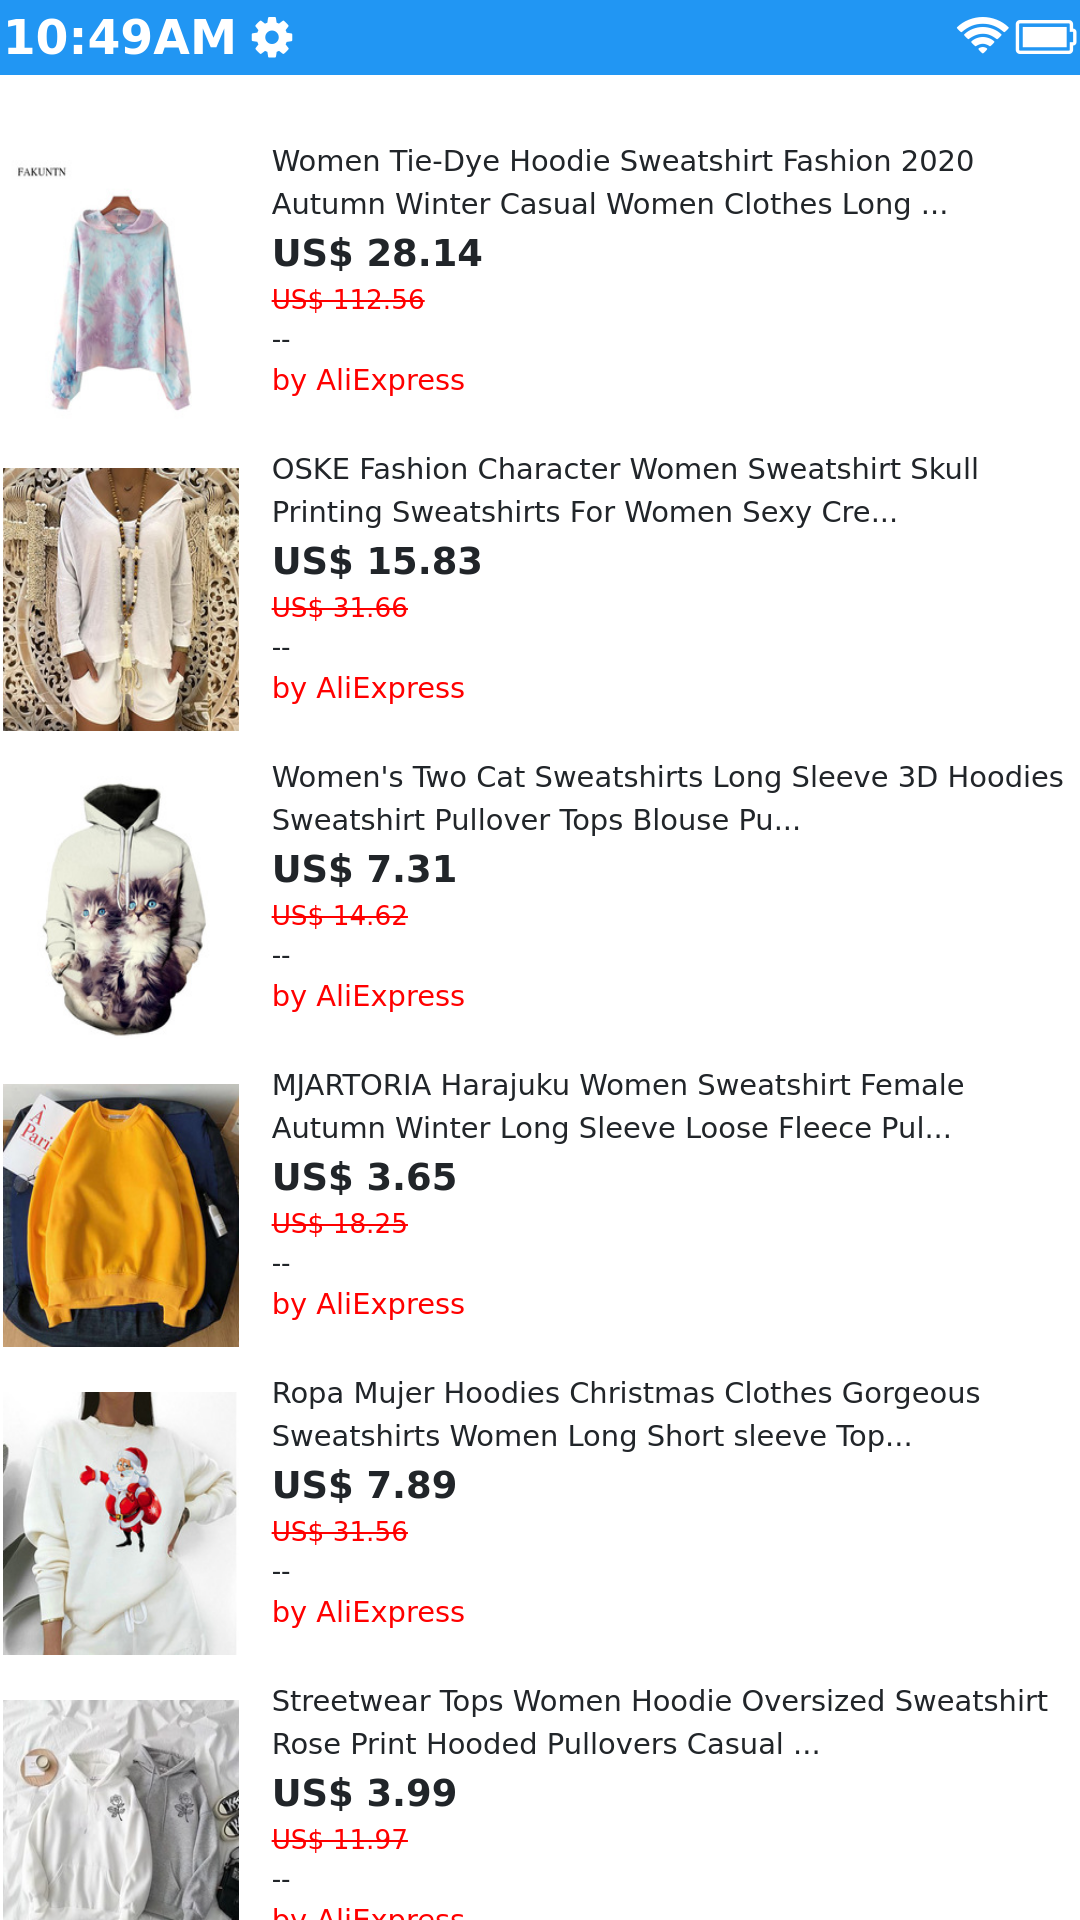 10:49AM
FAKUNTN
Women Tie-Dye Hoodie Sweatshirt Fashion 2020
Autumn Winter Casual Women Clothes Long ...
US$ 28.14
US$ 112.56
--
by AliExpress
OSKE Fashion Character Women Sweatshirt Skull
Printing Sweatshirts For Women Sexy Cre...
US$ 15.83
US$ 31.66
--
by AliExpress
Women's Two Cat Sweatshirts Long Sleeve 3D Hoodies
Sweatshirt Pullover Tops Blouse Pu...
US$ 7.31
US$ 14.62
--
by AliExpress
À
Pari
MJARTORIA Harajuku Women Sweatshirt Female
Autumn Winter Long Sleeve Loose Fleece Pul...
US$ 3.65
US$ 18.25
--
by AliExpress
Ropa Mujer Hoodies Christmas Clothes Gorgeous
Sweatshirts Women Long Short sleeve Top...
US$ 7.89
US$ 31.56
--
by AliExpress
Streetwear Tops Women Hoodie Oversized Sweatshirt
Rose Print Hooded Pullovers Casual ...
US$ 3.99
US$ 11.97
--
by AliExpress